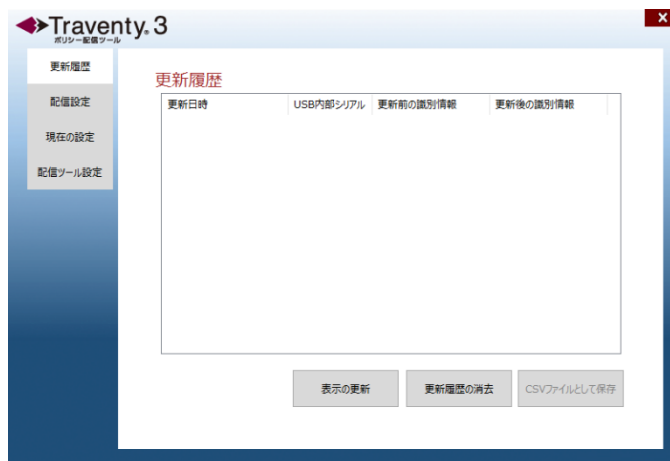 Traventy® 3
ポリシー配信ツール
X
更新履歴
配信設定
現在の設定
配信ツール設定
更新履歴
更新日時 USB内部シリアル 更新前の識別情報 更新後の識別情報
表示の更新 更新履歴の消去 CSVファイルとして保存